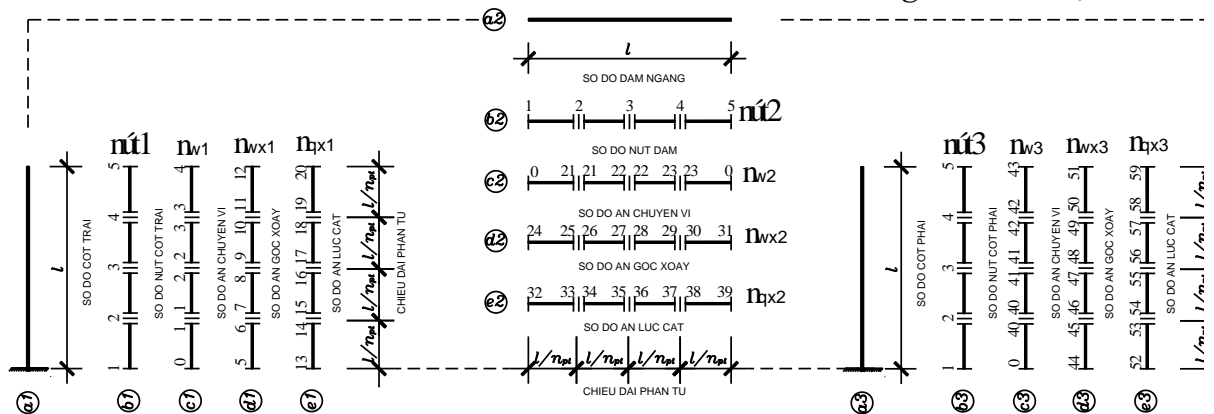 a2
l
SO DO DAM NGANG
1 2 3 4 5 nút2
b2
SO DO NUT DAM
c2 0 21 21 22 22 23 23 0 nw2
SO DO AN CHUYEN VI
d2 24 25 26 27 28 29 30 31 nwx2
SO DO AN GOC XOAY
e2 32 33 34 35 36 37 38 39 nqx2
SO DO AN LUC CAT
l/npt l/npt l/npt l/npt
CHIEU DAI PHAN TU
nút1 nw1 nwx1 nqx1
l
SO DO COT TRAI
1 2 3 4 5
SO DO NUT COT TRAI
0 1 1 2 2 3 3 4
SO DO AN CHUYEN VI
5 6 7 8 9 10 11 12
SO DO AN GOC XOAY
13 14 15 16 17 18 19 20
SO DO AN LUC CAT
l/npt l/npt l/npt l/npt
CHIEU DAI PHAN TU
a1 b1 c1 d1 e1
nút3 nw3 nwx3 nqx3
l
SO DO COT PHAI
1 2 3 4 5
SO DO NUT COT PHAI
0 40 40 41 41 42 42 43
SO DO AN CHUYEN VI
44 45 46 47 48 49 50 51
SO DO AN GOC XOAY
52 53 54 55 56 57 58 59
SO DO AN LUC CAT
l/npt l/npt l/npt l/npt
a3 b3 c3 d3 e3